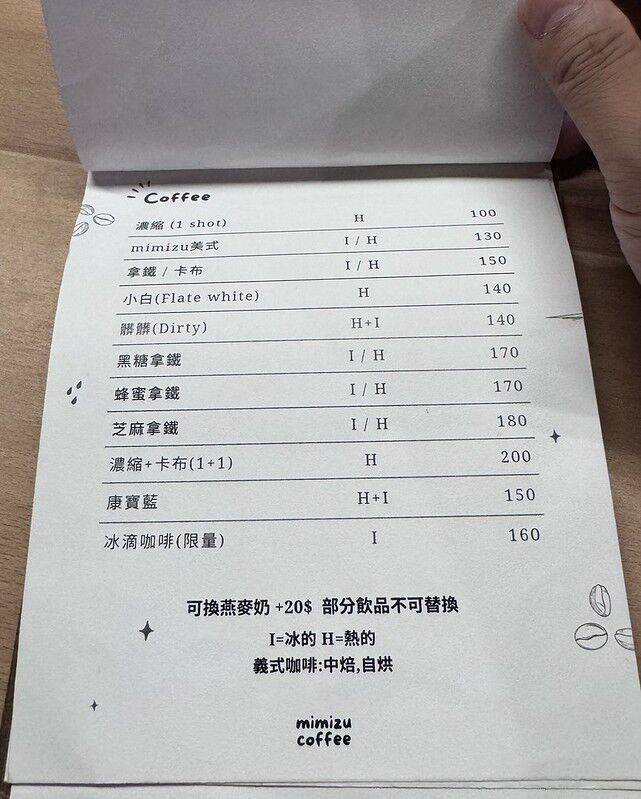 Coffee
濃縮 (1 shot) H 100
mimizu美式 I / H 130
拿鐵 / 卡布 I / H 150
小白(Flate white) H 140
髒髒(Dirty) H+I 140
黑糖拿鐵 I / H 170
蜂蜜拿鐵 I / H 170
芝麻拿鐵 I / H 180
濃縮+卡布(1+1) H 200
康寶藍 H+I 150
冰滴咖啡(限量) I 160
可換燕麥奶 +20$ 部分飲品不可替換
I=冰的 H=熱的
義式咖啡:中焙,自烘
mimizu
coffee